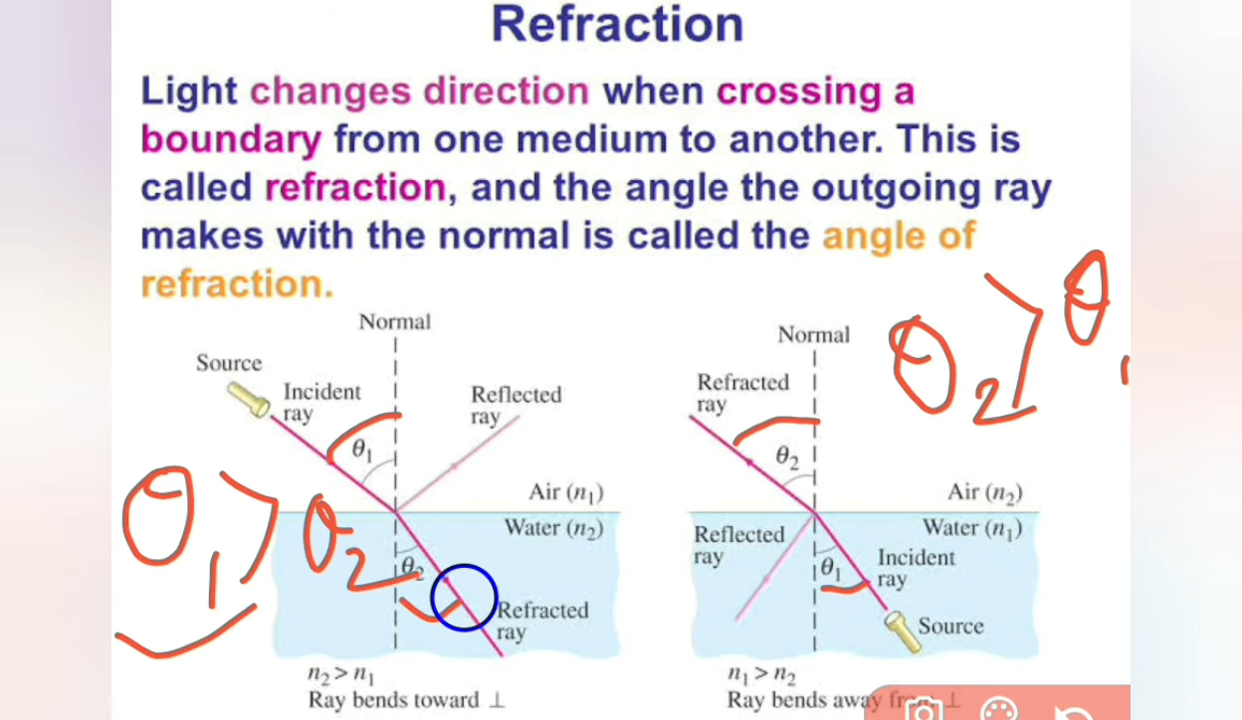 Refraction
Light changes direction when crossing a
boundary from one medium to another. This is
called refraction, and the angle the outgoing ray
makes with the normal is called the angle of
refraction.
Normal
Source
Incident
ray
Reflected
ray
θ₁
Air (n₁)
Water (n₂)
θ₂
Refracted
ray
n₂ > n₁
Ray bends toward ⊥
θ₁ > θ₂
Normal
Refracted
ray
θ₂
Air (n₂)
Water (n₁)
Reflected
ray
θ₁
Incident
ray
Source
n₁ > n₂
Ray bends away from ⊥
θ₂ > θ₁